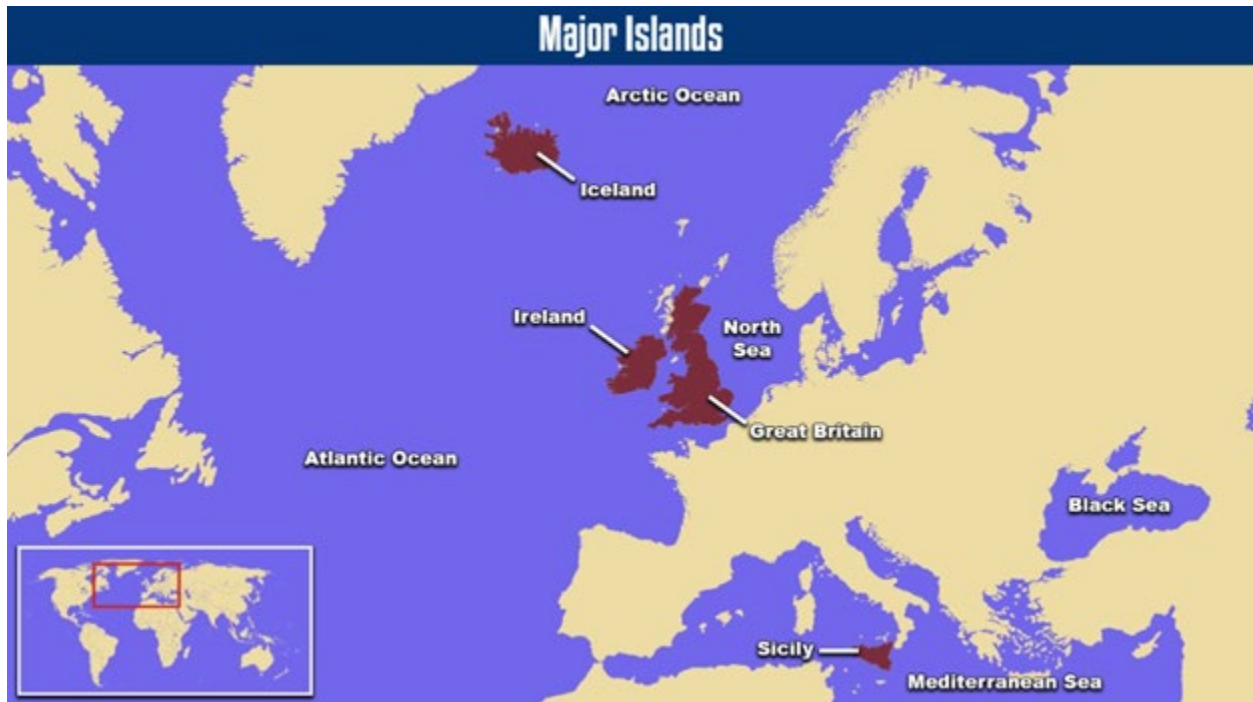 Major Islands
Arctic Ocean
Iceland
Ireland
North
Sea
Great Britain
Atlantic Ocean
Black Sea
Sicily
Mediterranean Sea